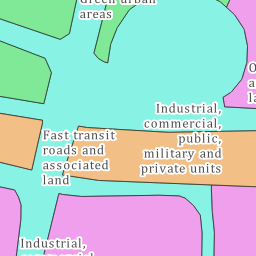 Green urban
areas
Industrial,
commercial,
public,
military and
private units
Fast transit
roads and
associated
land
Industrial,